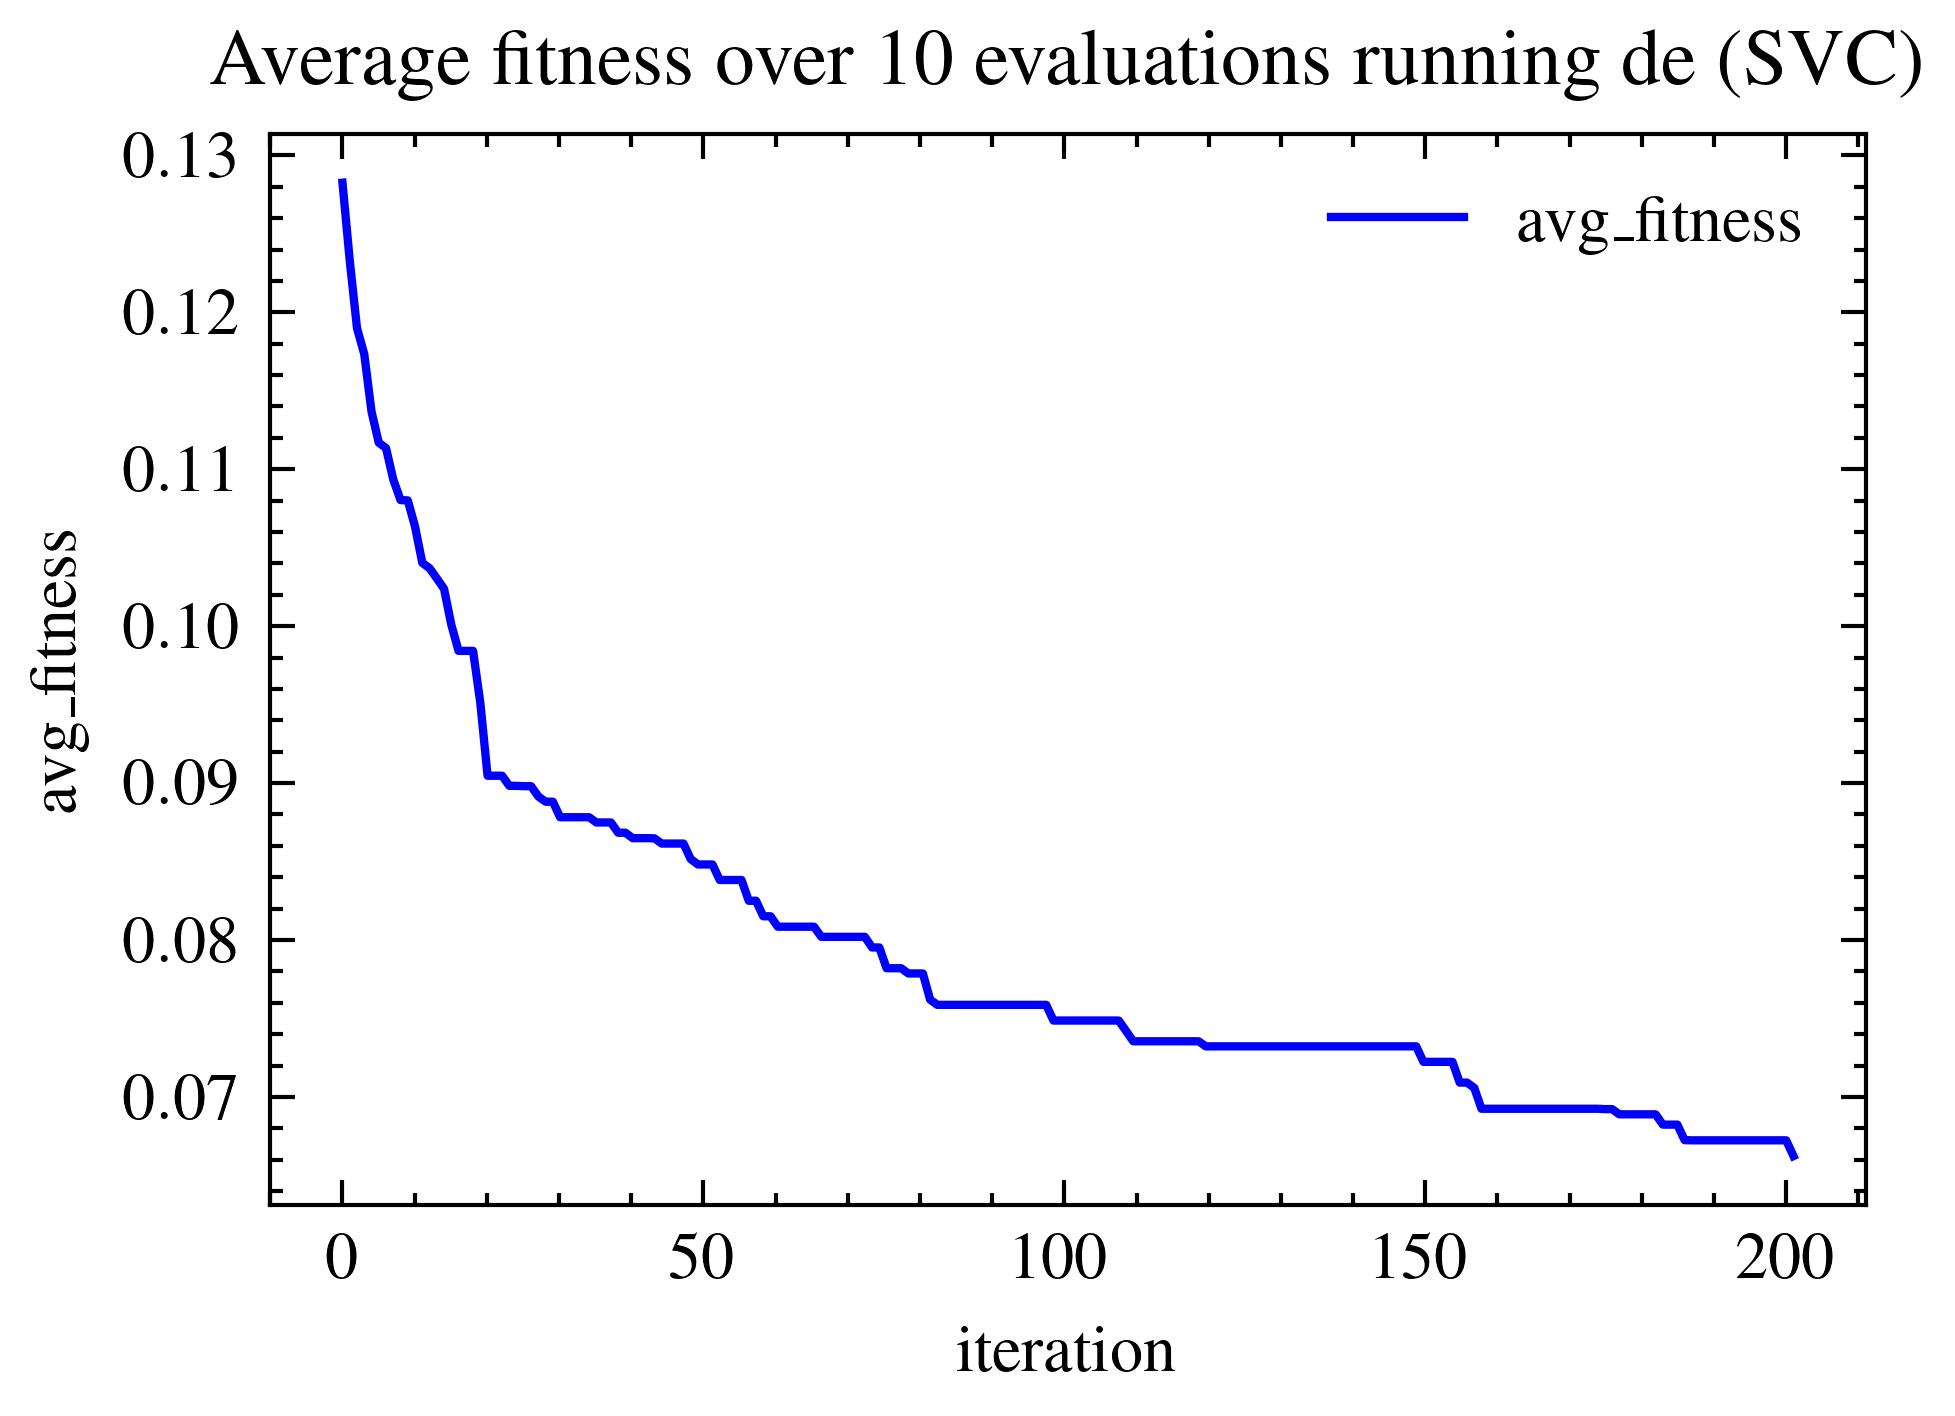 Average fitness over 10 evaluations running de (SVC)
avg_fitness
0.13
0.12
0.11
0.10
0.09
0.08
0.07
avg_fitness
0 50 100 150 200
iteration